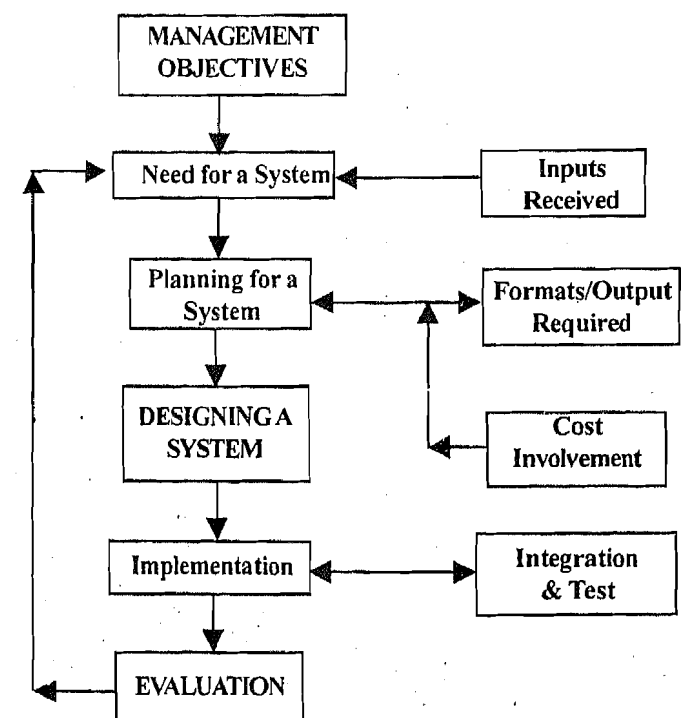 MANAGEMENT
OBJECTIVES
Need for a System
Inputs
Received
Planning for a
System
Formats/Output
Required
DESIGNING A
SYSTEM
Cost
Involvement
Implementation
Integration
& Test
EVALUATION